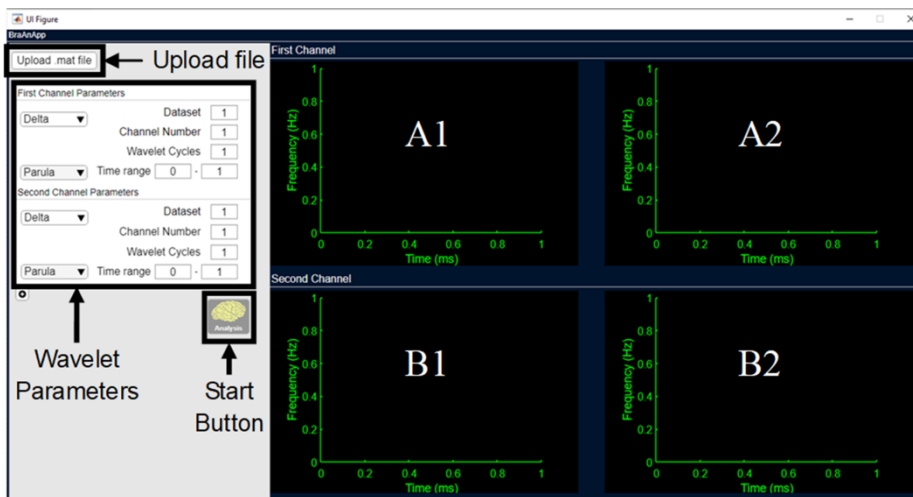 UI Figure
BraAnApp
Upload .mat file
Upload file
First Channel Parameters
Delta
Dataset 1
Channel Number 1
Wavelet Cycles 1
Parula Time range 0 - 1
Second Channel Parameters
Delta
Dataset 1
Channel Number 1
Wavelet Cycles 1
Parula Time range 0 - 1
Analysis
Wavelet
Parameters
Start
Button
First Channel
1
0.8
0.6
0.4
0.2
0
Frequency (Hz)
A1
0 0.2 0.4 0.6 0.8 1
Time (ms)
1
0.8
0.6
0.4
0.2
0
Frequency (Hz)
A2
0 0.2 0.4 0.6 0.8 1
Time (ms)
Second Channel
1
0.8
0.6
0.4
0.2
0
Frequency (Hz)
B1
0 0.2 0.4 0.6 0.8 1
Time (ms)
1
0.8
0.6
0.4
0.2
0
Frequency (Hz)
B2
0 0.2 0.4 0.6 0.8 1
Time (ms)